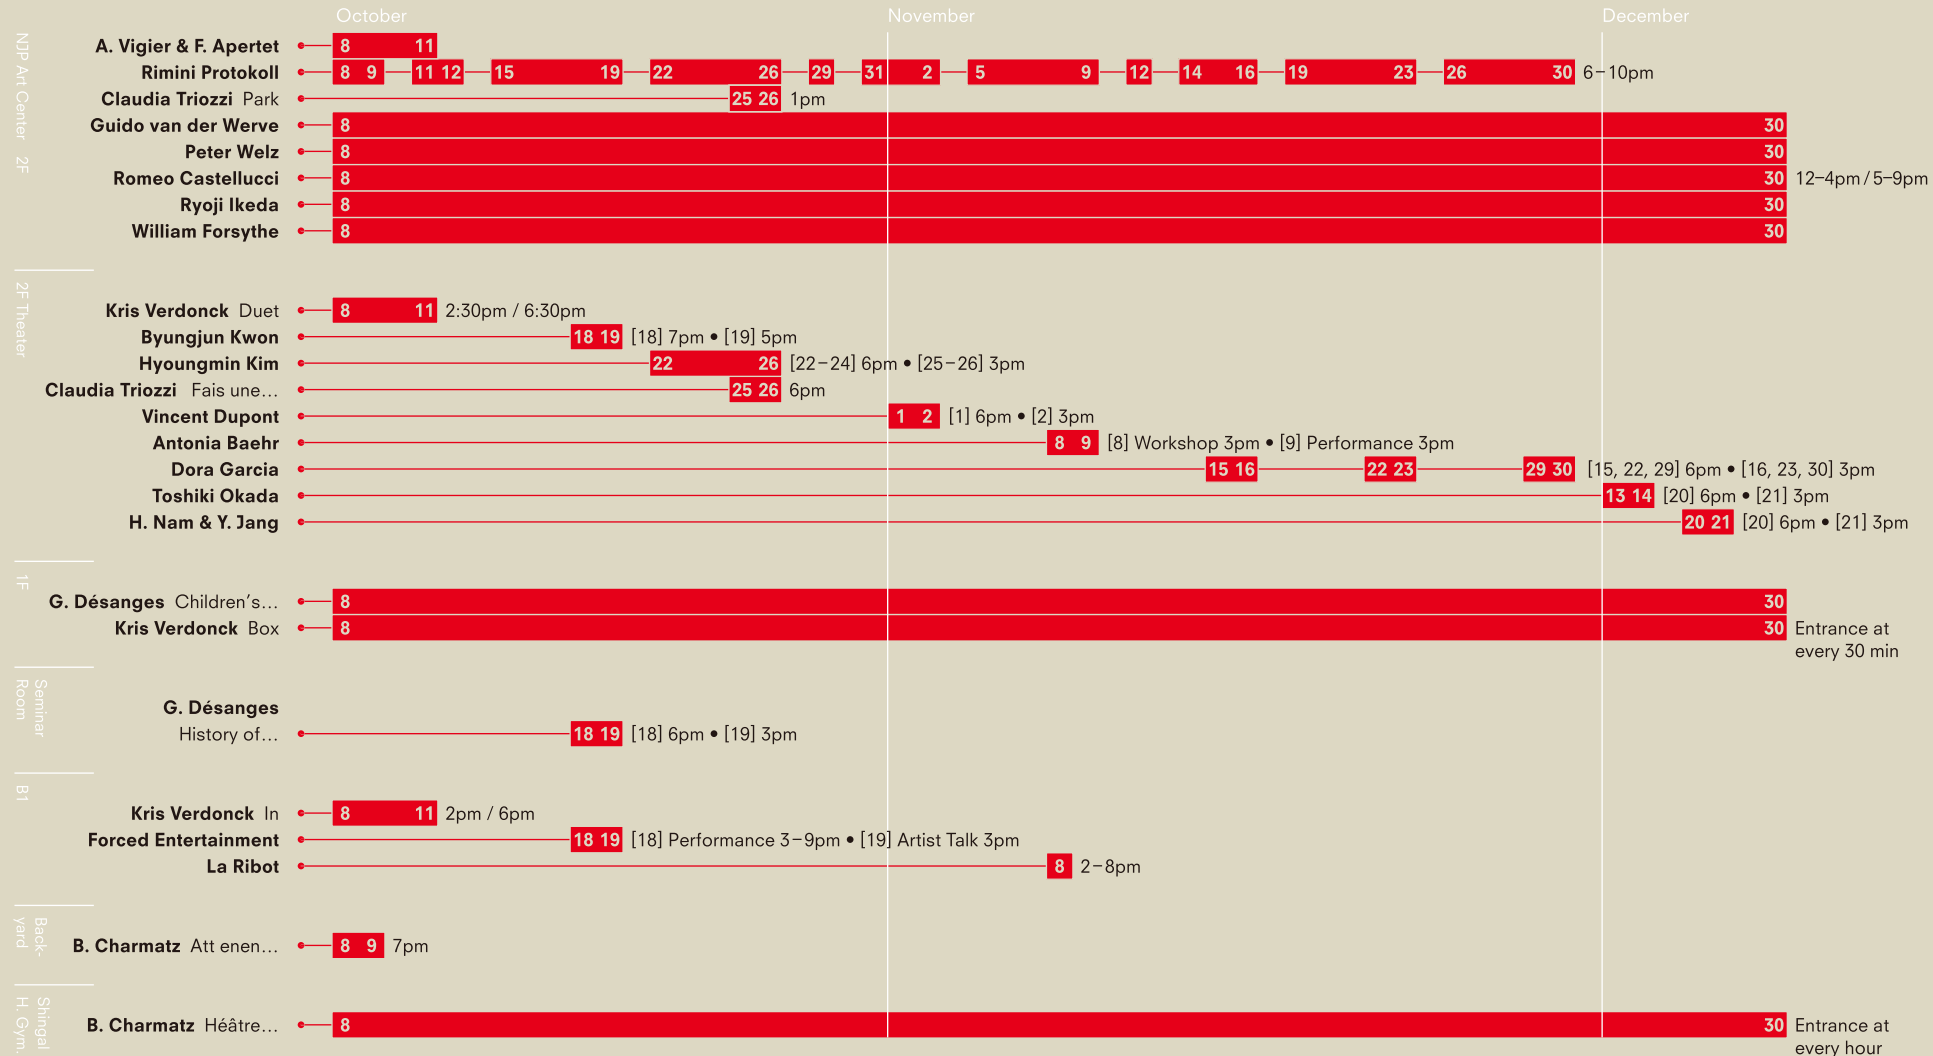 October November December
NJP Art Center 2F
A. Vigier & F. Apertet 8 11
Rimini Protokoll 8 9 11 12 15 19 22 26 29 31 2 5 9 12 14 16 19 23 26 30 6–10pm
Claudia Triozzi Park 25 26 1pm
Guido van der Werve 8 30
Peter Welz 8 30
Romeo Castellucci 8 30 12–4pm / 5–9pm
Ryoji Ikeda 8 30
William Forsythe 8 30
2F Theater
Kris Verdonck Duet 8 11 2:30pm / 6:30pm
Byungjun Kwon 18 19 [18] 7pm • [19] 5pm
Hyoungmin Kim 22 26 [22–24] 6pm • [25–26] 3pm
Claudia Triozzi Fais une... 25 26 6pm
Vincent Dupont 1 2 [1] 6pm • [2] 3pm
Antonia Baehr 8 9 [8] Workshop 3pm • [9] Performance 3pm
Dora Garcia 15 16 22 23 29 30 [15, 22, 29] 6pm • [16, 23, 30] 3pm
Toshiki Okada 13 14 [20] 6pm • [21] 3pm
H. Nam & Y. Jang 20 21 [20] 6pm • [21] 3pm
1F
G. Désanges Children’s... 8 30
Kris Verdonck Box 8 30 Entrance at
every 30 min
Seminar
Room
G. Désanges
History of... 18 19 [18] 6pm • [19] 3pm
B1
Kris Verdonck In 8 11 2pm / 6pm
Forced Entertainment 18 19 [18] Performance 3–9pm • [19] Artist Talk 3pm
La Ribot 8 2–8pm
Back-
yard
B. Charmatz Att enen... 8 9 7pm
Shingal
H. Gym.
B. Charmatz Héâtre... 8 30 Entrance at
every hour